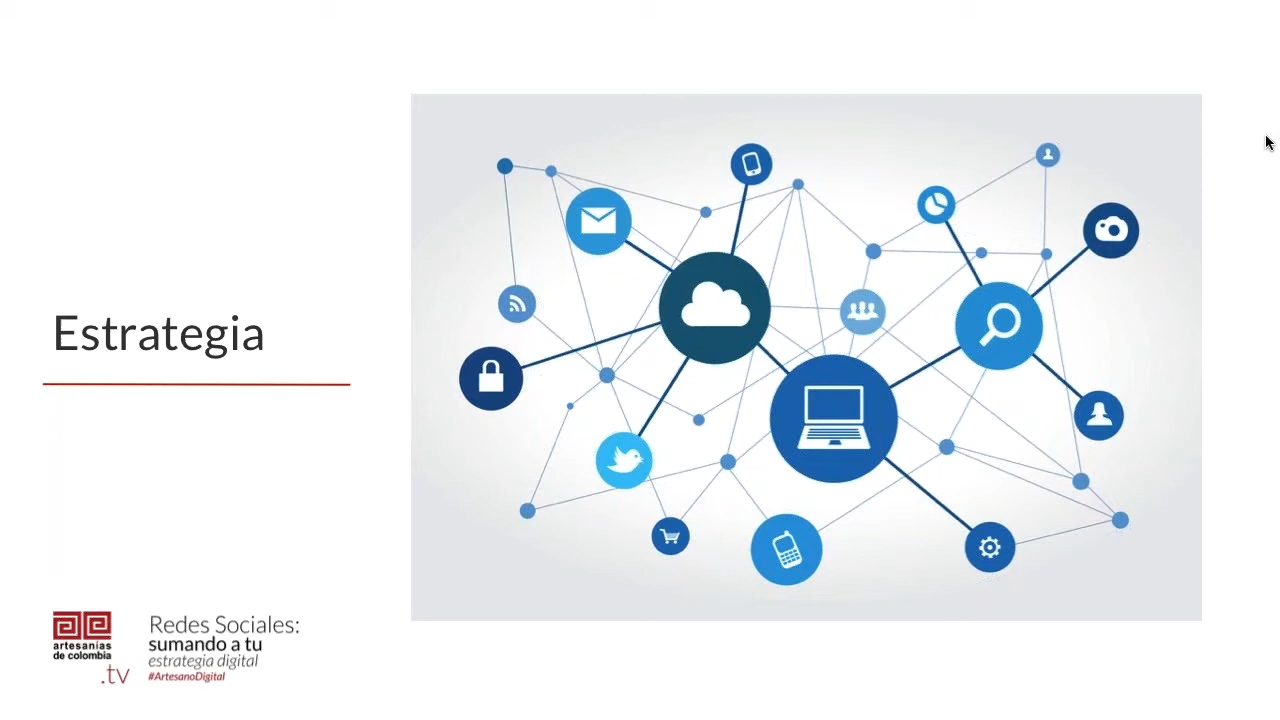 Estrategia
artesanías
de colombia
.tv
Redes Sociales:
sumando a tu
estrategia digital
#ArtesanoDigital